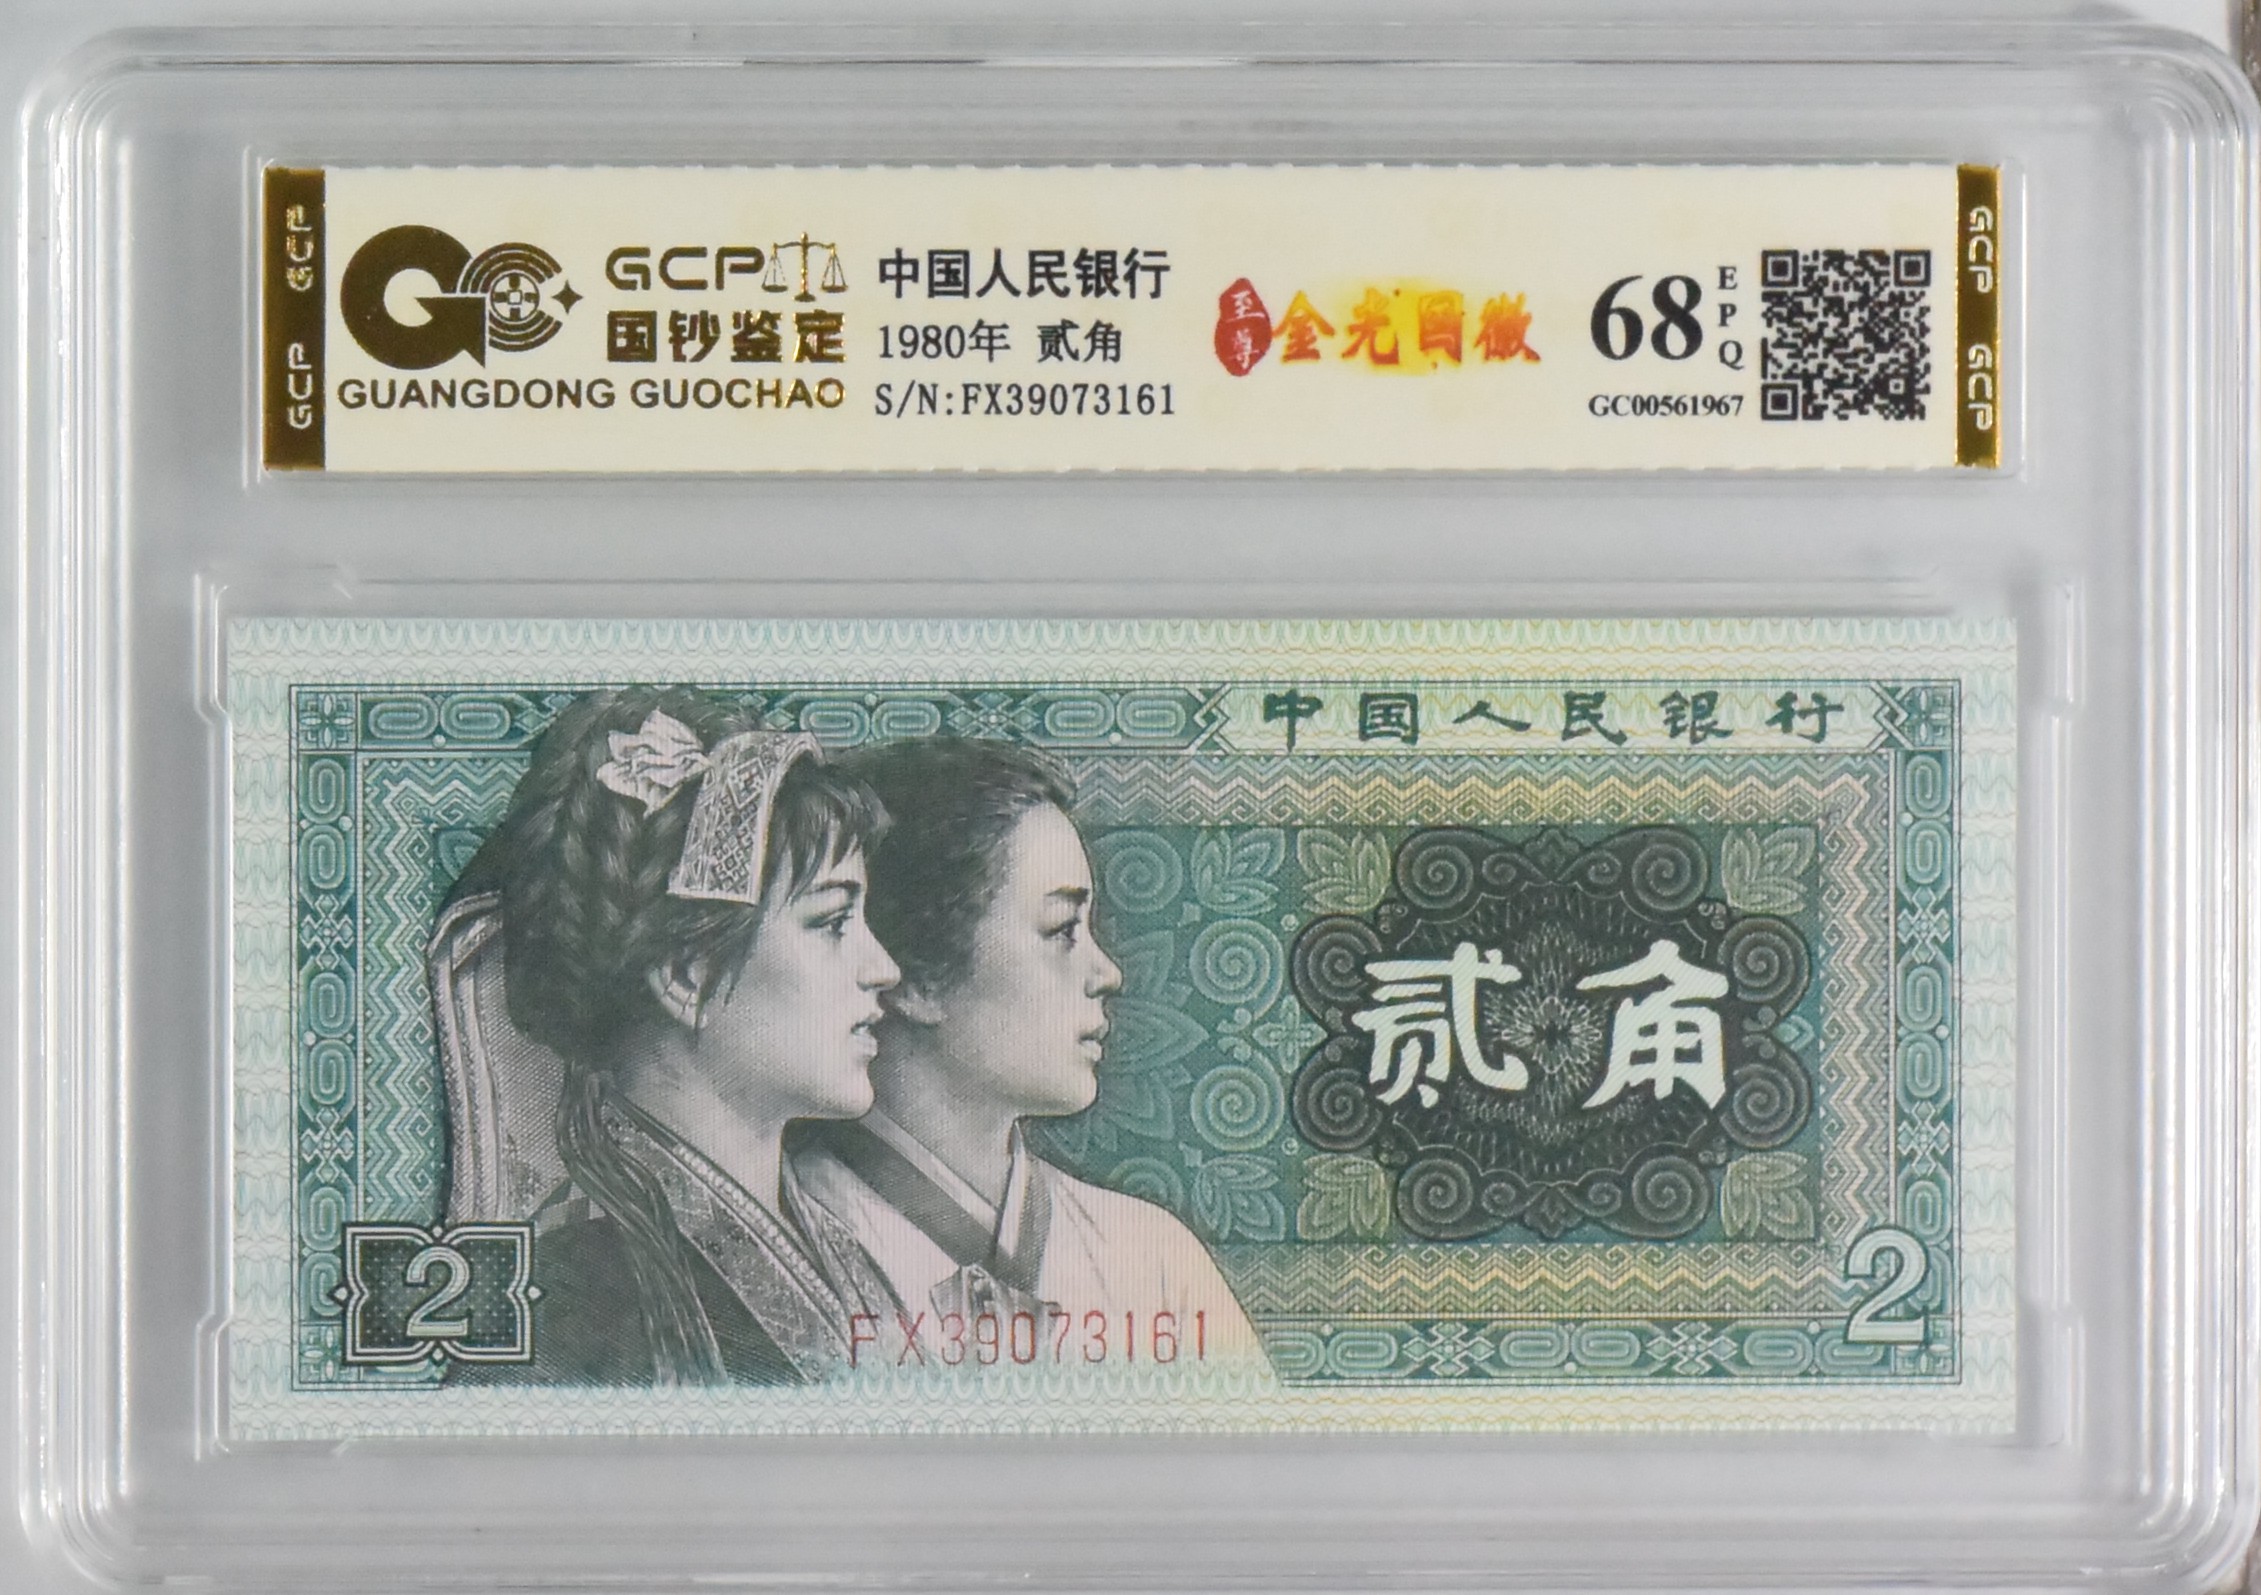 GCP GCP
GCP
国钞鉴定
GUANGDONG GUOCHAO
中国人民银行
1980年 贰角
S/N:FX39073161
至尊
金光国徽
68
EPQ
GC00561967
GCP GCP
中国人民银行
贰角
2
2
FX39073161